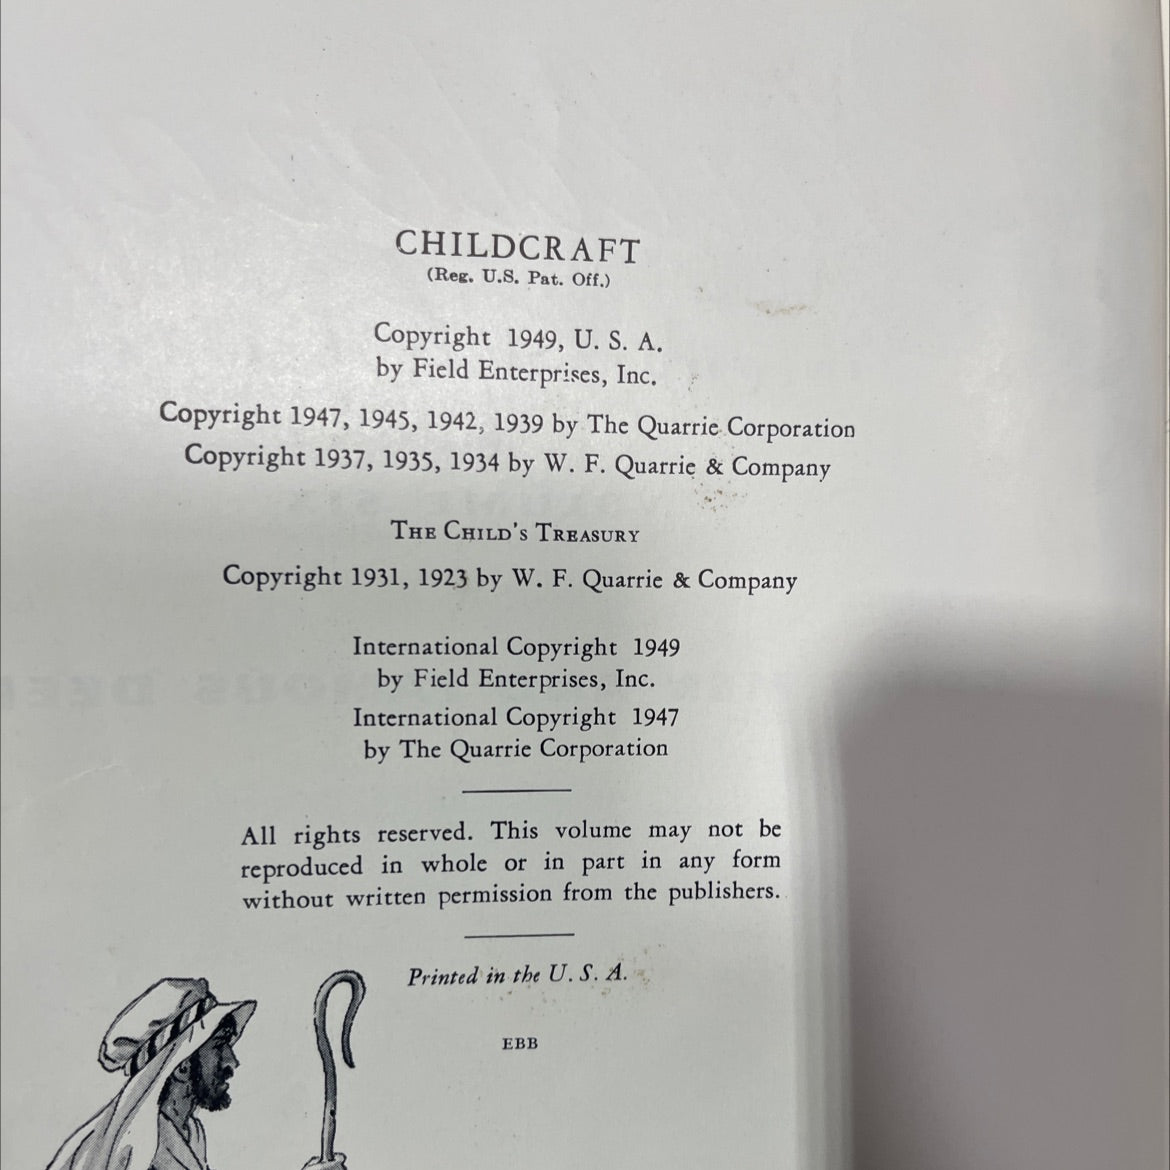 CHILDCRAFT
(Reg. U.S. Pat. Off.)
Copyright 1949, U. S. A.
by Field Enterprises, Inc.
Copyright 1947, 1945, 1942, 1939 by The Quarrie Corporation
Copyright 1937, 1935, 1934 by W. F. Quarrie & Company
THE CHILD'S TREASURY
Copyright 1931, 1923 by W. F. Quarrie & Company
International Copyright 1949
by Field Enterprises, Inc.
International Copyright 1947
by The Quarrie Corporation
All rights reserved. This volume may not be
reproduced in whole or in part in any form
without written permission from the publishers.
Printed in the U. S. A.
EBB